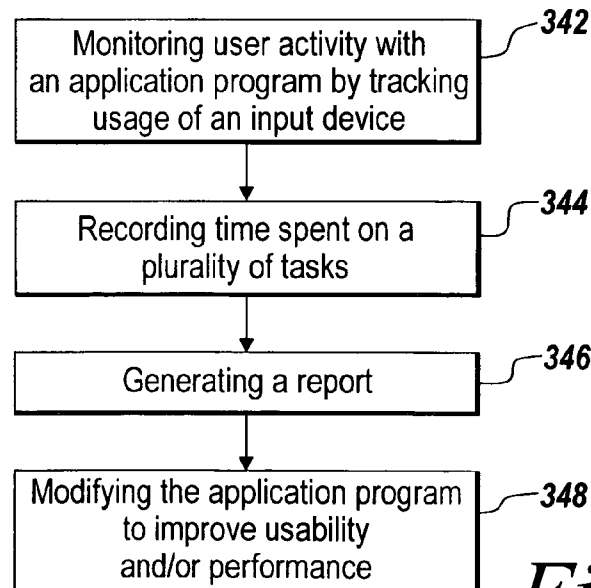 342
Monitoring user activity with
an application program by tracking
usage of an input device
344
Recording time spent on a
plurality of tasks
346
Generating a report
348
Modifying the application program
to improve usability
and/or performance